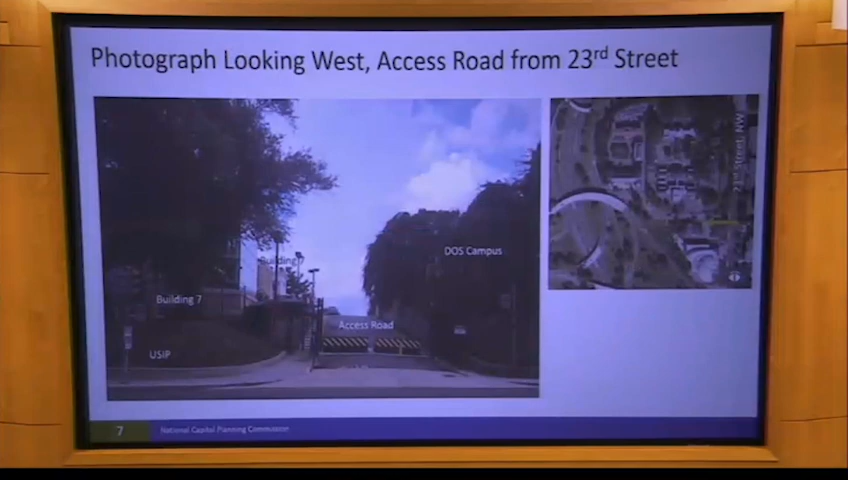 Photograph Looking West, Access Road from 23rd Street
23rd Street, NW
DOS Campus
Building
Building 7
Access Road
USIP
7
National Capital Planning Commission